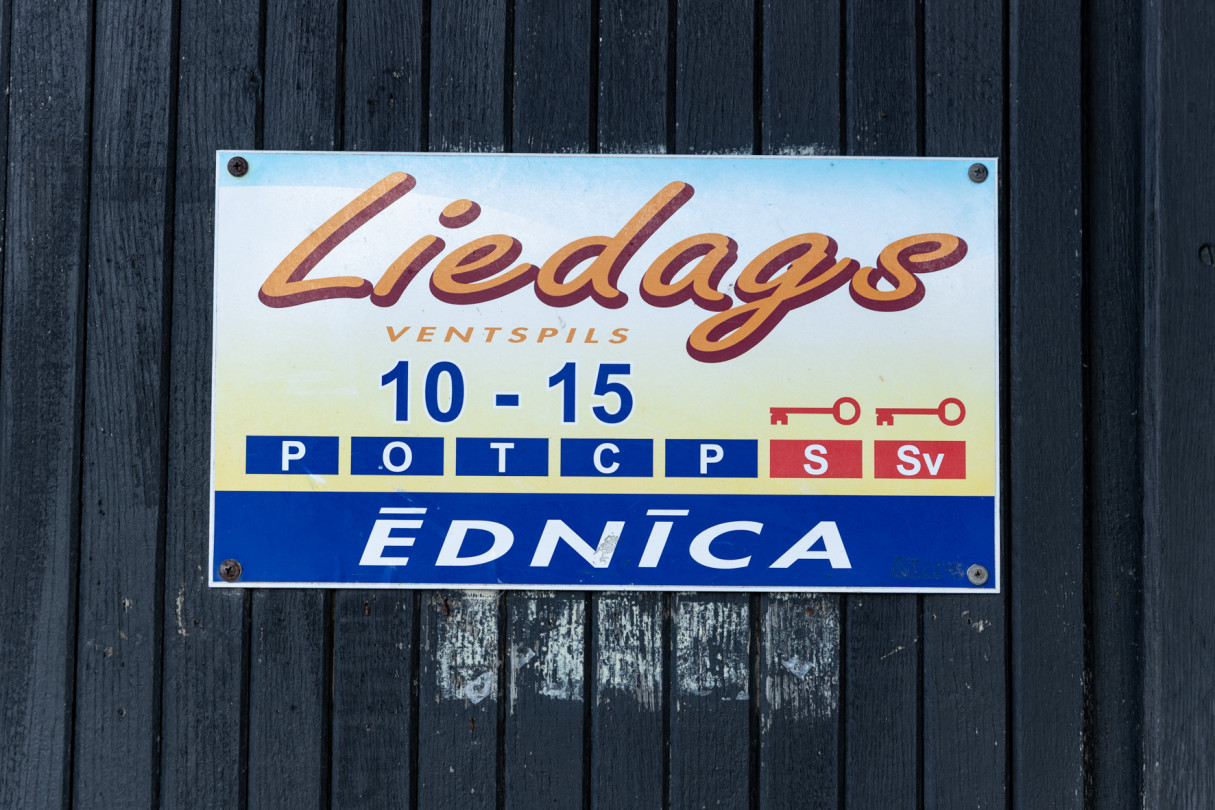 Liedags
VENTSPILS
10 - 15
P O T C P S Sv
ĒDNĪCA